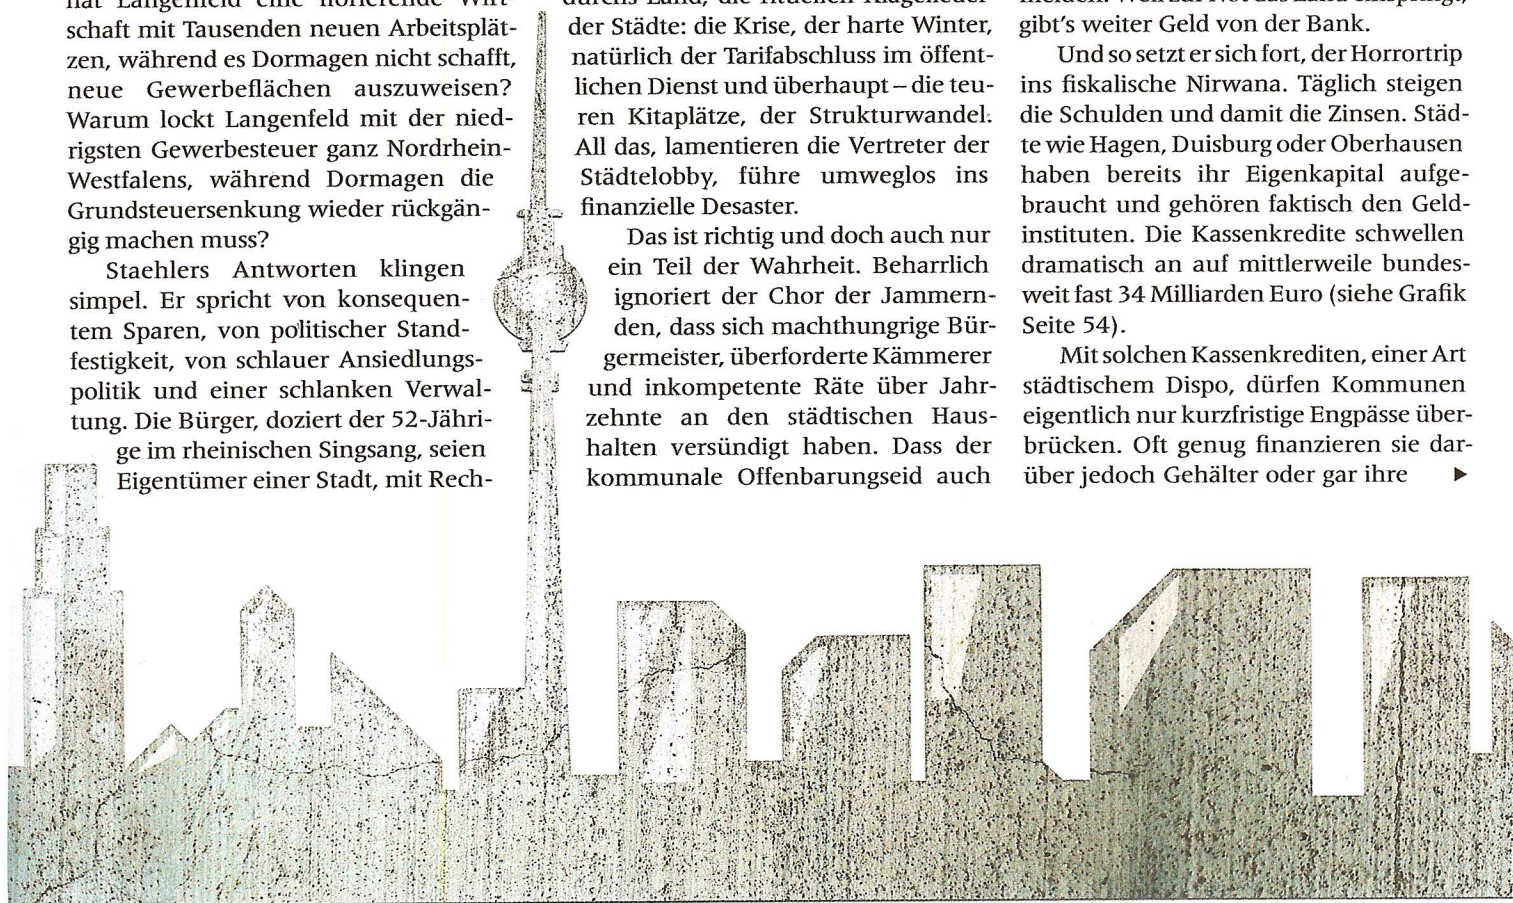 hat Langenfeld eine florierende Wirt-
schaft mit Tausenden neuen Arbeitsplät-
zen, während es Dormagen nicht schafft,
neue Gewerbeflächen auszuweisen?
Warum lockt Langenfeld mit der nied-
rigsten Gewerbesteuer ganz Nordrhein-
Westfalens, während Dormagen die
Grundsteuersenkung wieder rückgän-
gig machen muss?
Staehlers Antworten klingen
simpel. Er spricht von konsequen-
tem Sparen, von politischer Stand-
festigkeit, von schlauer Ansiedlungs-
politik und einer schlanken Verwal-
tung. Die Bürger, doziert der 52-Jähri-
ge im rheinischen Singsang, seien
Eigentümer einer Stadt, mit Rech-
durchs Land, die rituellen Klagelieder
der Städte: die Krise, der harte Winter,
natürlich der Tarifabschluss im öffent-
lichen Dienst und überhaupt – die teu-
ren Kitaplätze, der Strukturwandel.
All das, lamentieren die Vertreter der
Städtelobby, führe umweglos ins
finanzielle Desaster.
Das ist richtig und doch auch nur
ein Teil der Wahrheit. Beharrlich
ignoriert der Chor der Jammern-
den, dass sich machthungrige Bür-
germeister, überforderte Kämmerer
und inkompetente Räte über Jahr-
zehnte an den städtischen Haus-
halten versündigt haben. Dass der
kommunale Offenbarungseid auch
gibt's weiter Geld von der Bank.
Und so setzt er sich fort, der Horrortrip
ins fiskalische Nirwana. Täglich steigen
die Schulden und damit die Zinsen. Städ-
te wie Hagen, Duisburg oder Oberhausen
haben bereits ihr Eigenkapital aufge-
braucht und gehören faktisch den Geld-
instituten. Die Kassenkredite schwellen
dramatisch an auf mittlerweile bundes-
weit fast 34 Milliarden Euro (siehe Grafik
Seite 54).
Mit solchen Kassenkrediten, einer Art
städtischem Dispo, dürfen Kommunen
eigentlich nur kurzfristige Engpässe über-
brücken. Oft genug finanzieren sie dar-
über jedoch Gehälter oder gar ihre ▶